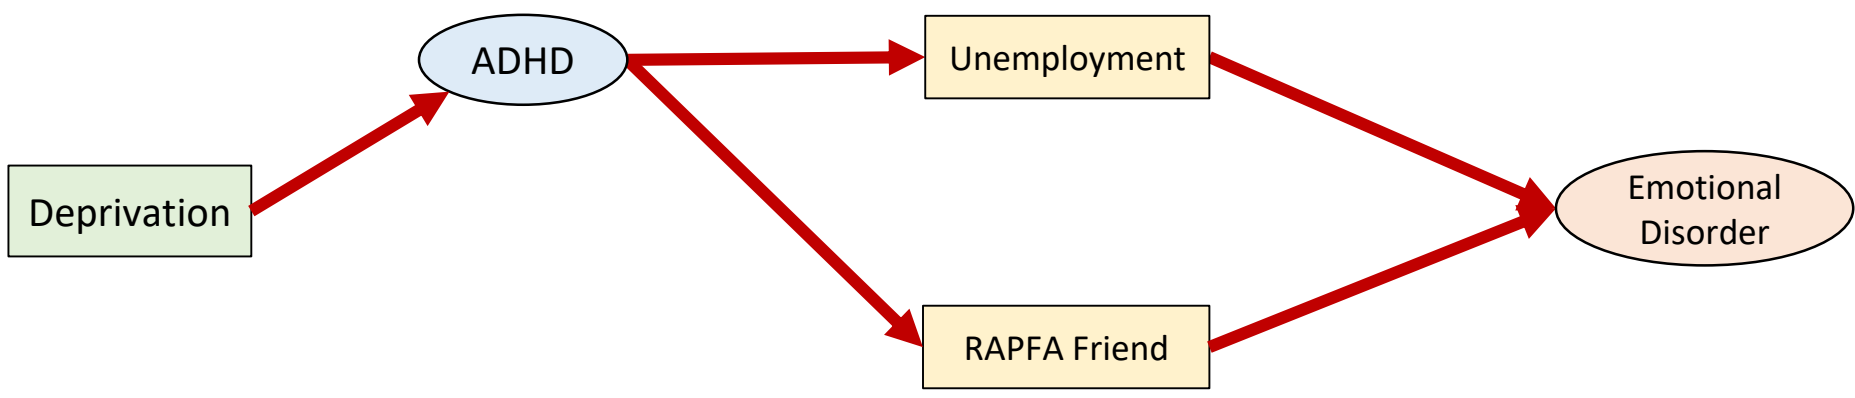 ADHD
Unemployment
Deprivation
Emotional
Disorder
RAPFA Friend